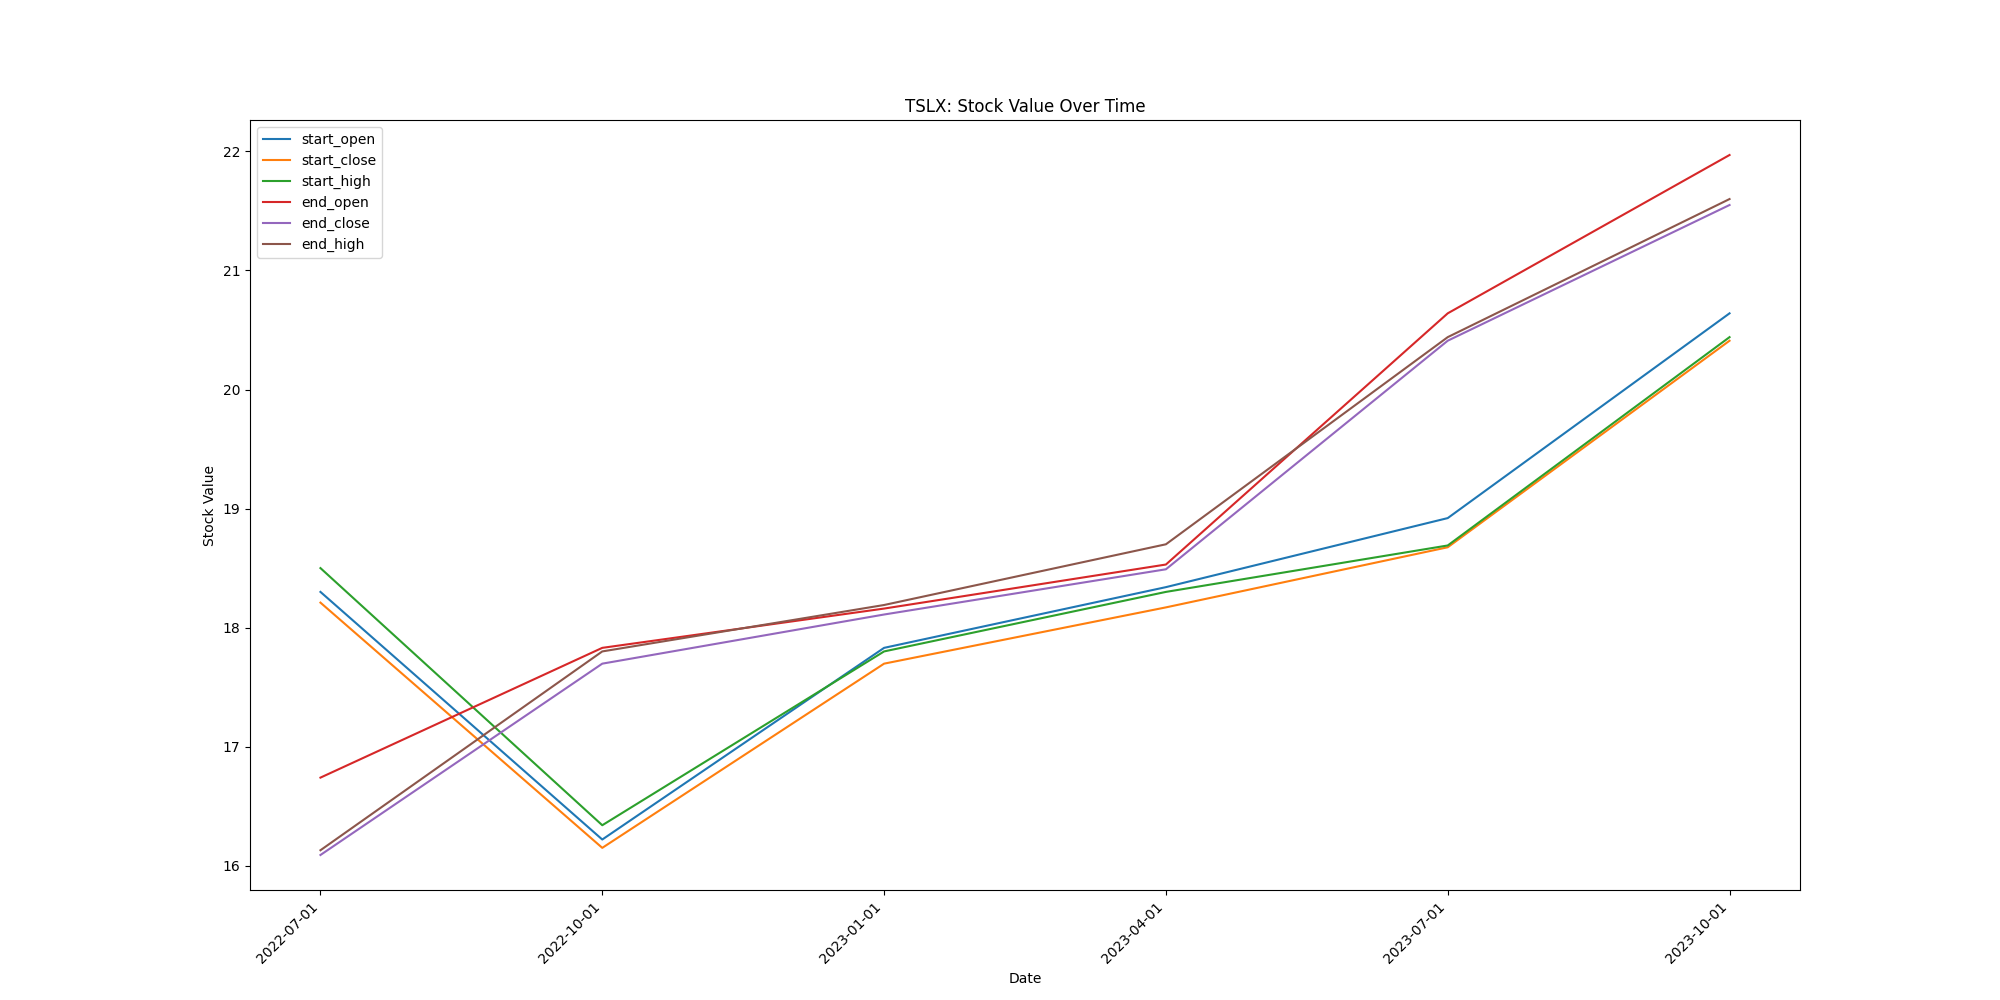 TSLX: Stock Value Over Time
start_open
start_close
start_high
end_open
end_close
end_high
22
21
20
19
18
17
16
Stock Value
2022-07-01
2022-10-01
2023-01-01
2023-04-01
2023-07-01
2023-10-01
Date